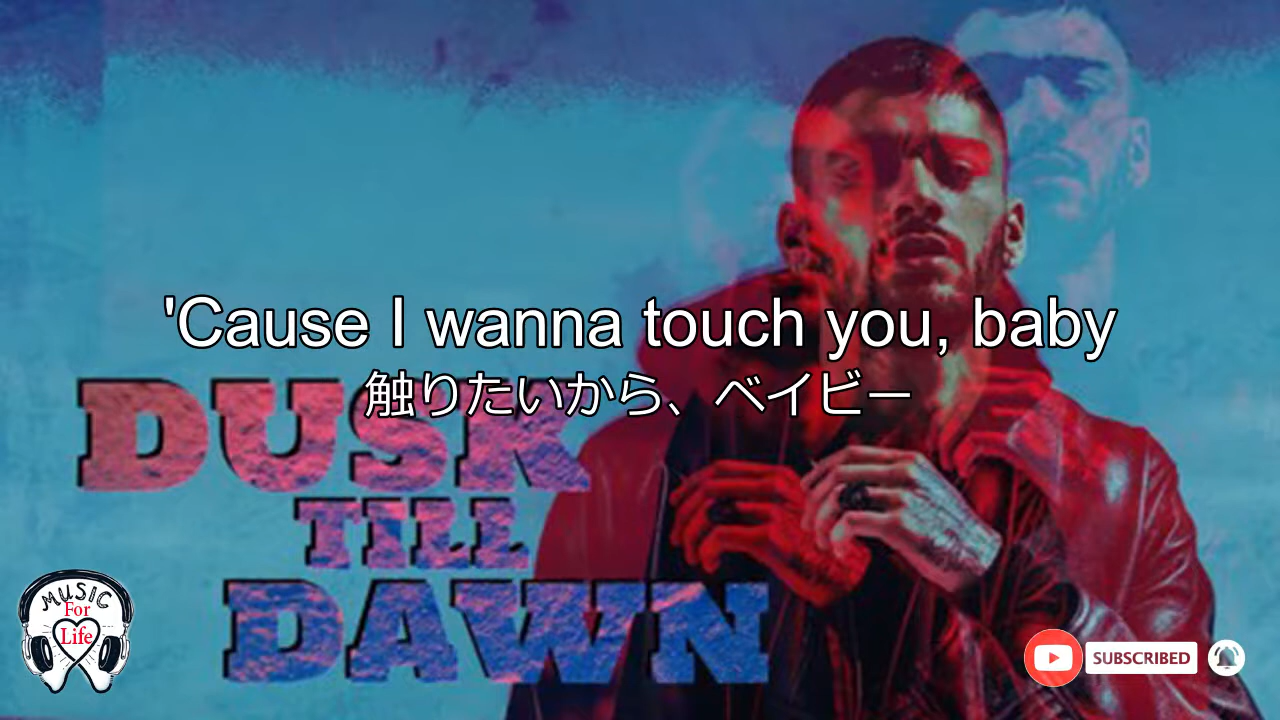 'Cause I wanna touch you, baby
触りたいから、ベイビー
DUSK
TILL
DAWN
MUSIC
For
Life
SUBSCRIBED